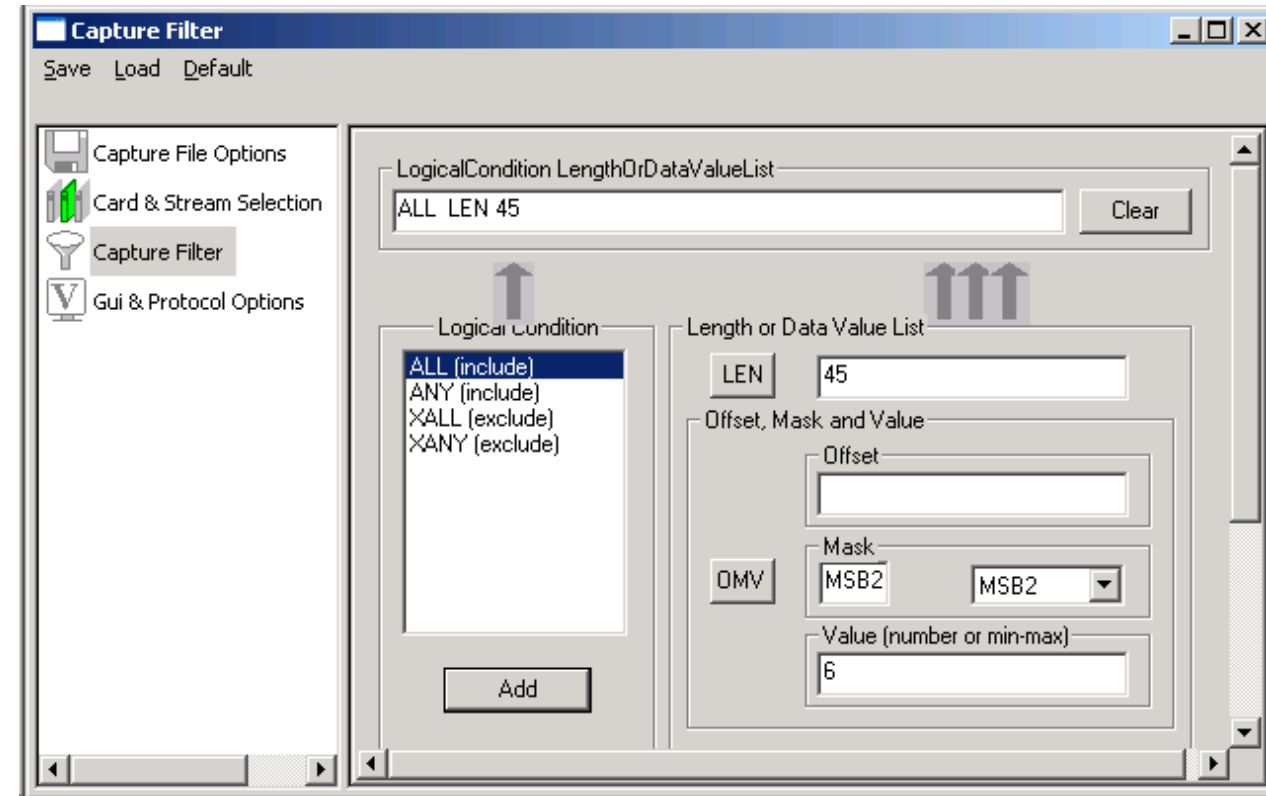 Capture Filter
Save Load Default
Capture File Options
Card & Stream Selection
Capture Filter
Gui & Protocol Options
LogicalCondition LengthOrDataValueList
ALL LEN 45
Clear
Logical Condition
ALL (include)
ANY (include)
XALL (exclude)
XANY (exclude)
Add
Length or Data Value List
LEN
45
Offset, Mask and Value
Offset
OMV
Mask
MSB2
MSB2
Value (number or min-max)
6